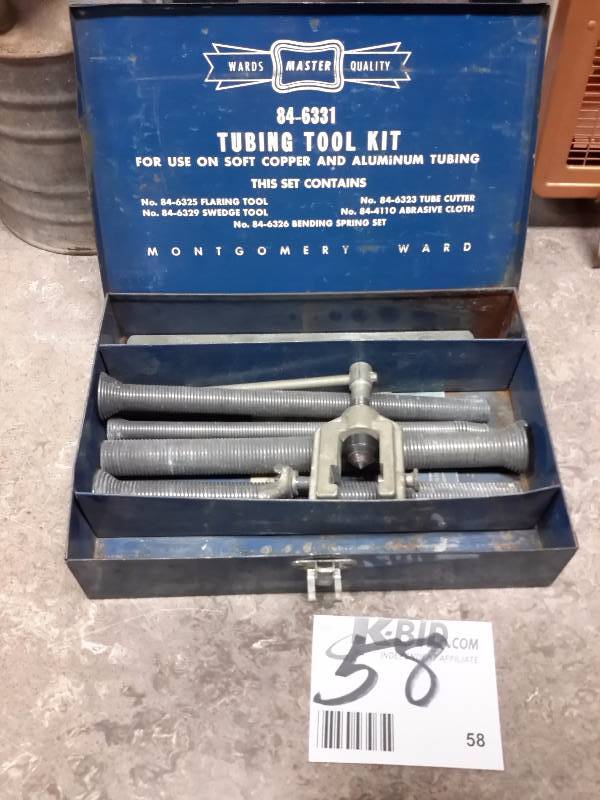 WARDS MASTER QUALITY
84-6331
TUBING TOOL KIT
FOR USE ON SOFT COPPER AND ALUMINUM TUBING
THIS SET CONTAINS
No. 84-6325 FLARING TOOL No. 84-6323 TUBE CUTTER
No. 84-6329 SWEDGE TOOL No. 84-4110 ABRASIVE CLOTH
No. 84-6326 BENDING SPRING SET
MONTGOMERY WARD
K-BID.COM
INDEPENDENT AFFILIATE
58
58